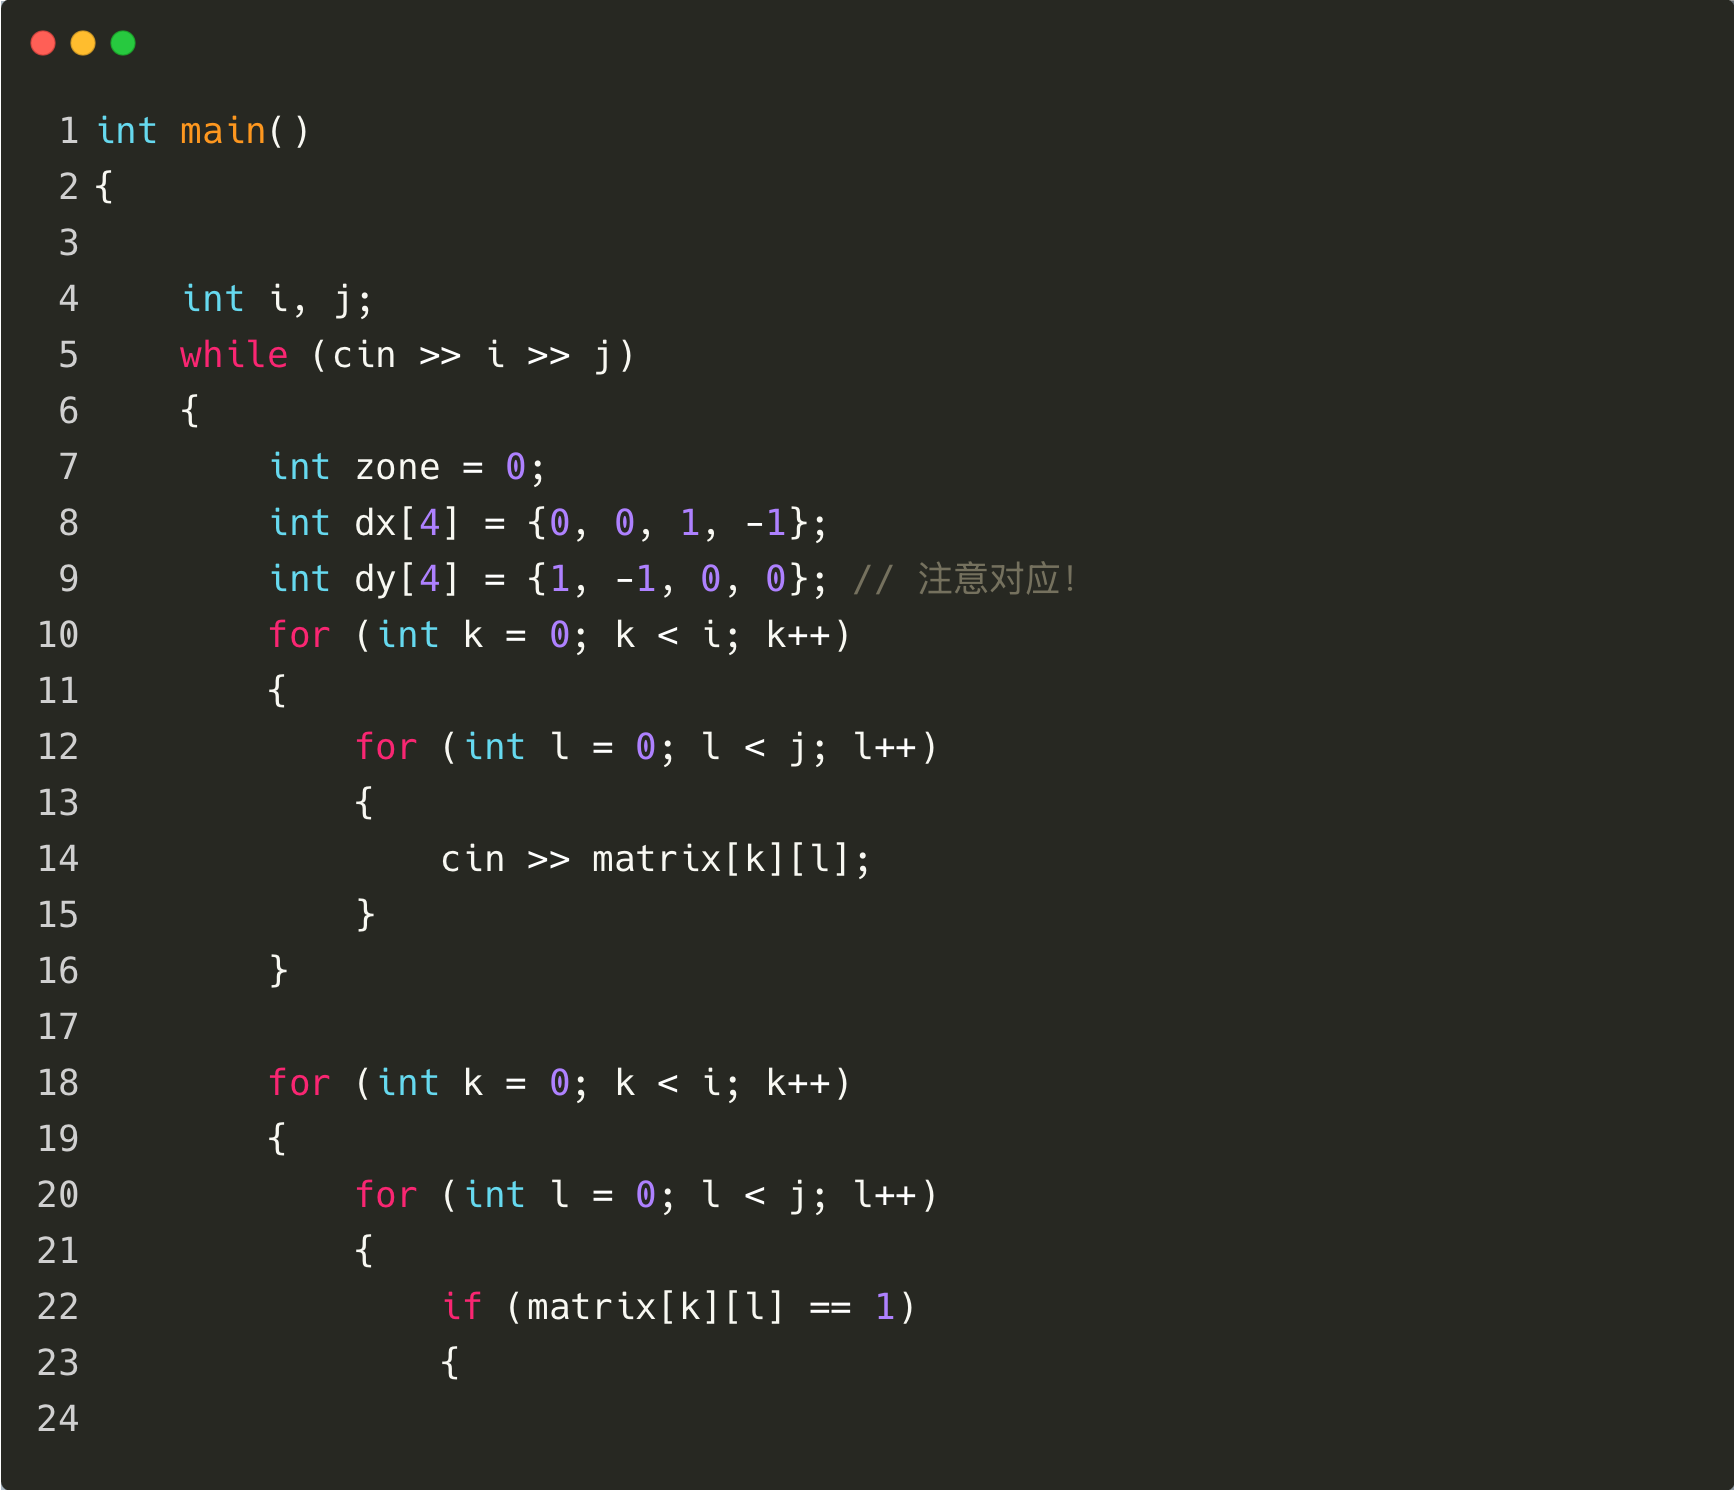 1 int main()
2 {
3
4     int i, j;
5     while (cin >> i >> j)
6     {
7         int zone = 0;
8         int dx[4] = {0, 0, 1, -1};
9         int dy[4] = {1, -1, 0, 0}; // 注意对应!
10         for (int k = 0; k < i; k++)
11         {
12             for (int l = 0; l < j; l++)
13             {
14                 cin >> matrix[k][l];
15             }
16         }
17
18         for (int k = 0; k < i; k++)
19         {
20             for (int l = 0; l < j; l++)
21             {
22                 if (matrix[k][l] == 1)
23                 {
24